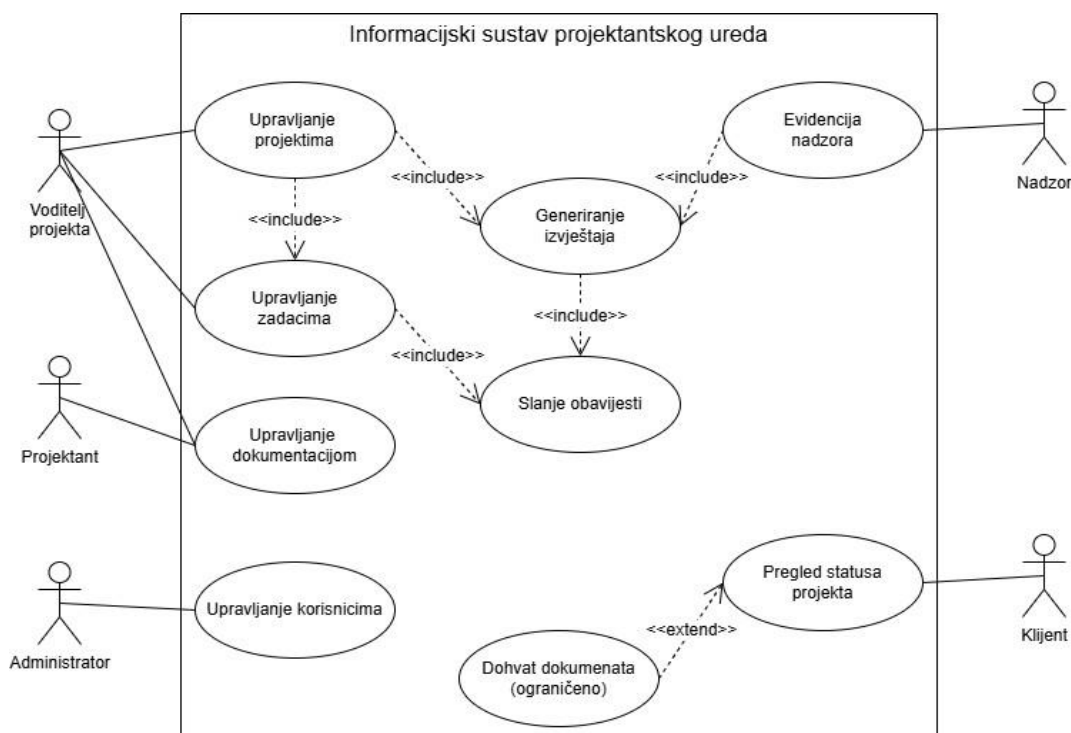 Informacijski sustav projektantskog ureda
Upravljanje
projektima
Evidencija
nadzora
<<include>>
<<include>>
Nadzor
Voditelj
projekta
<<include>>
Generiranje
izvještaja
Upravljanje
zadacima
<<include>>
<<include>>
Slanje obavijesti
Projektant
Upravljanje
dokumentacijom
Pregled statusa
projekta
Upravljanje korisnicima
<<extend>>
Klijent
Administrator
Dohvat dokumenata
(ograničeno)